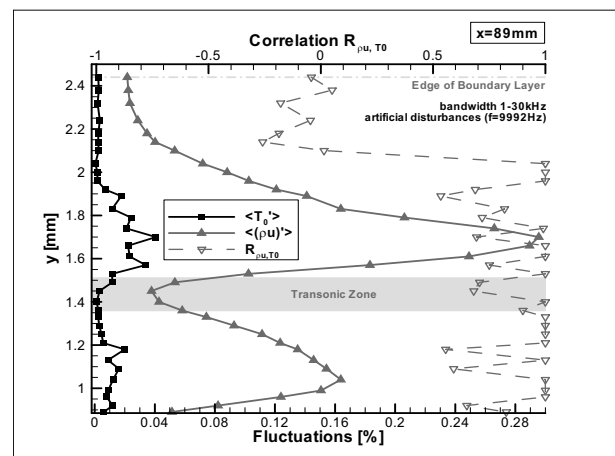 Correlation R ρu, T0
x=89mm
-1 -0.5 0 0.5 1
Edge of Boundary Layer
bandwidth 1-30kHz
artificial disturbances (f=9992Hz)
2.4
2.2
2
1.8
1.6
1.4
1.2
1
y [mm]
<T0'>
<(ρu)'>
Rρu,T0
Transonic Zone
0 0.04 0.08 0.12 0.16 0.2 0.24 0.28
Fluctuations [%]